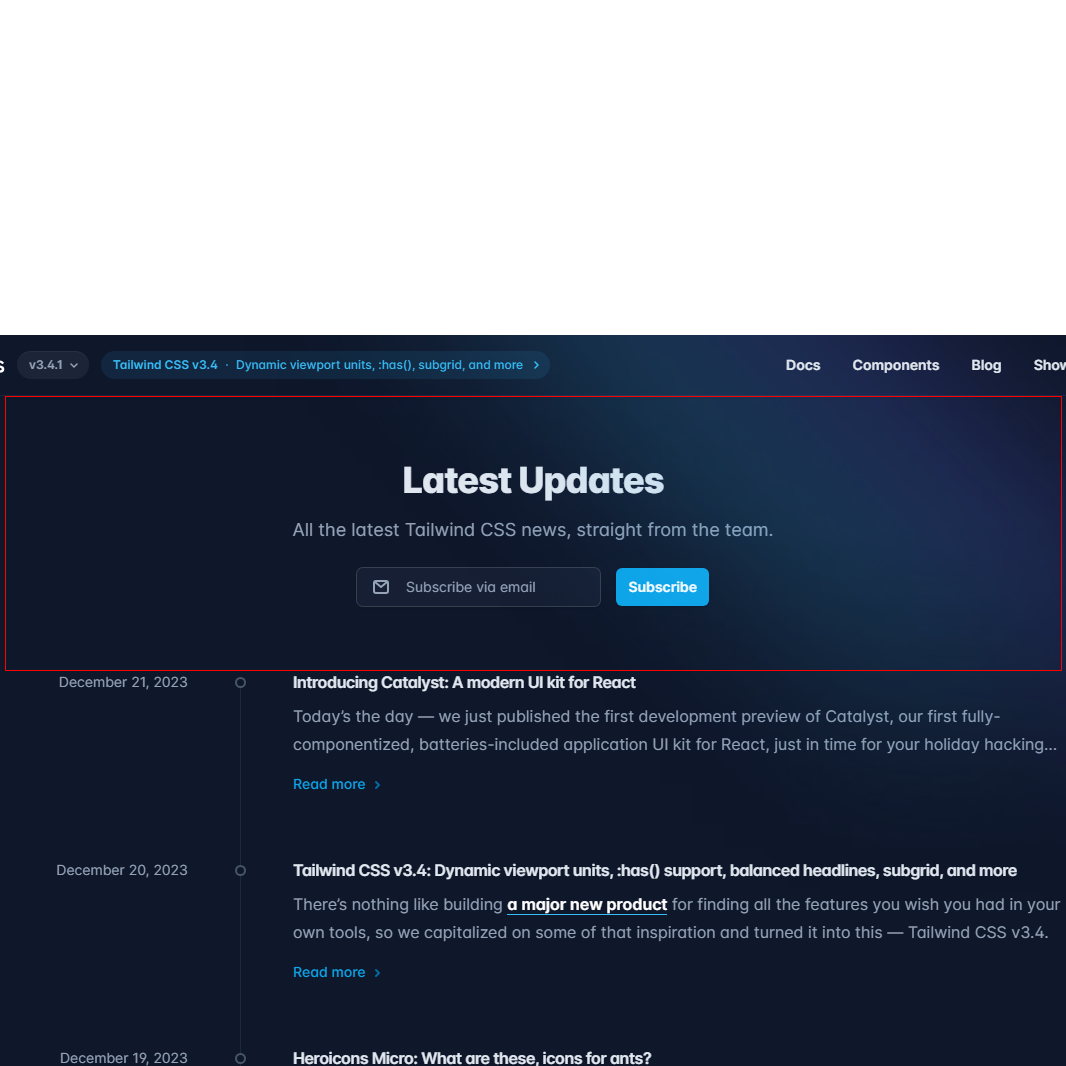 v3.4.1 Tailwind CSS v3.4 · Dynamic viewport units, :has(), subgrid, and more Docs Components Blog
Latest Updates
All the latest Tailwind CSS news, straight from the team.
Subscribe via email Subscribe
December 21, 2023 Introducing Catalyst: A modern UI kit for React
Today’s the day — we just published the first development preview of Catalyst, our first fully-
componentized, batteries-included application UI kit for React, just in time for your holiday hacking...
Read more
December 20, 2023 Tailwind CSS v3.4: Dynamic viewport units, :has() support, balanced headlines, subgrid, and more
There’s nothing like building a major new product for finding all the features you wish you had in your
own tools, so we capitalized on some of that inspiration and turned it into this — Tailwind CSS v3.4.
Read more
December 19, 2023 Heroicons Micro: What are these, icons for ants?